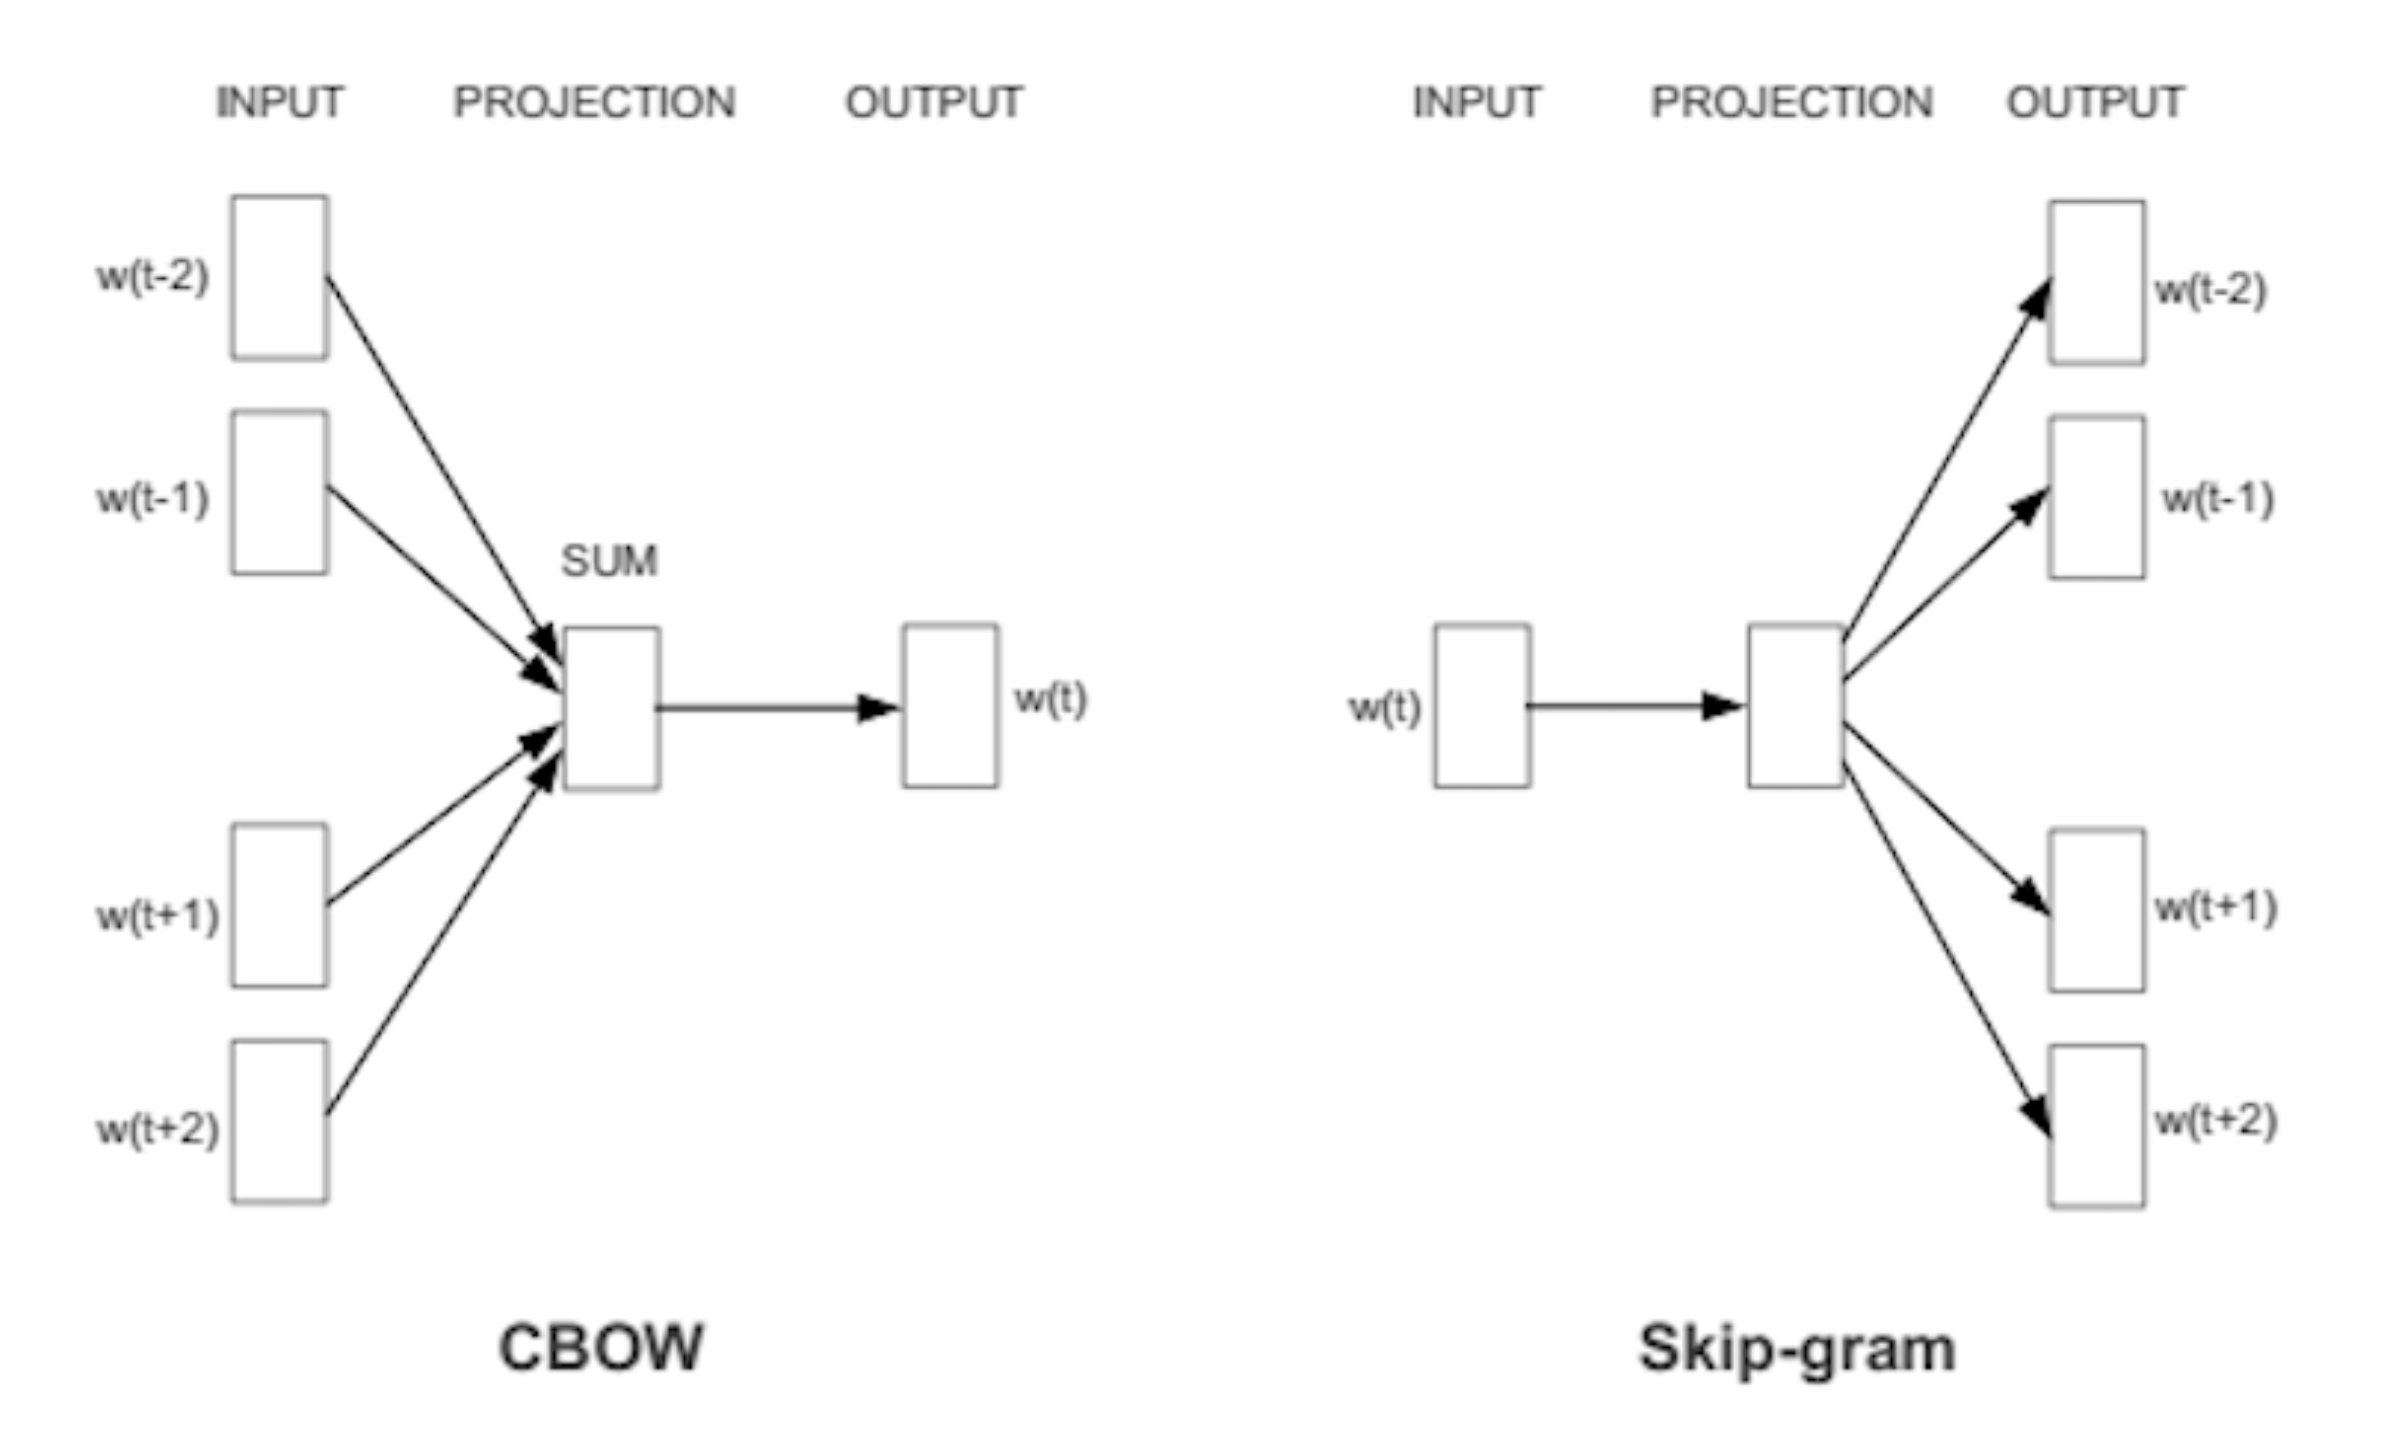 INPUT PROJECTION OUTPUT
w(t-2)
w(t-1)
SUM
w(t)
w(t+1)
w(t+2)
CBOW
INPUT PROJECTION OUTPUT
w(t-2)
w(t-1)
w(t)
w(t+1)
w(t+2)
Skip-gram